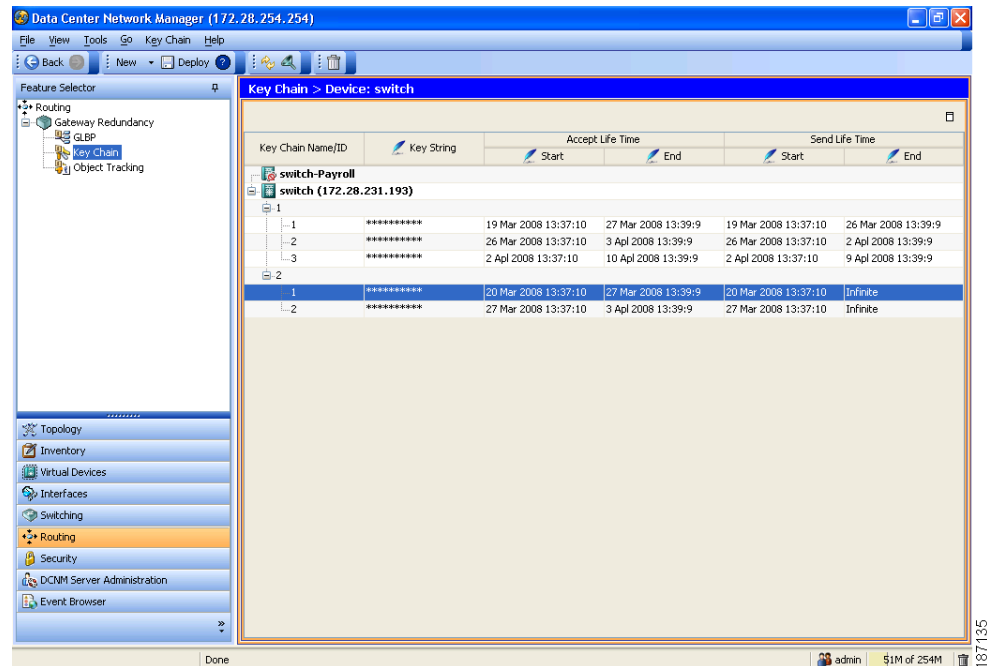 Data Center Network Manager (172.28.254.254)
File View Tools Go Key Chain Help
Back New Deploy ?
Feature Selector
Routing
Gateway Redundancy
GLBP
Key Chain
Object Tracking
Topology
Inventory
Virtual Devices
Interfaces
Switching
Routing
Security
DCNM Server Administration
Event Browser
»
Key Chain > Device: switch
Key Chain Name/ID Key String Accept Life Time Send Life Time
Start End Start End
switch-Payroll
switch (172.28.231.193)
1
1 ********** 19 Mar 2008 13:37:10 27 Mar 2008 13:39:9 19 Mar 2008 13:37:10 26 Mar 2008 13:39:9
2 ********** 26 Mar 2008 13:37:10 3 Apl 2008 13:39:9 26 Mar 2008 13:37:10 2 Apl 2008 13:39:9
3 ********** 2 Apl 2008 13:37:10 10 Apl 2008 13:39:9 2 Apl 2008 13:37:10 9 Apl 2008 13:39:9
2
1 ********** 20 Mar 2008 13:37:10 27 Mar 2008 13:39:9 20 Mar 2008 13:37:10 Infinite
2 ********** 27 Mar 2008 13:37:10 3 Apl 2008 13:39:9 27 Mar 2008 13:37:10 Infinite
Done admin 51M of 254M
187135